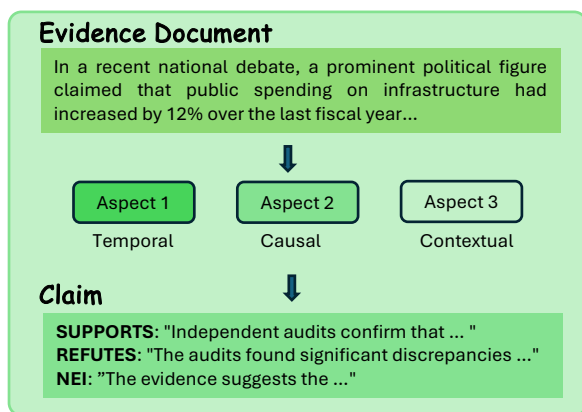 Evidence Document
In a recent national debate, a prominent political figure
claimed that public spending on infrastructure had
increased by 12% over the last fiscal year...
Aspect 1 Aspect 2 Aspect 3
Temporal Causal Contextual
Claim
SUPPORTS: "Independent audits confirm that ... "
REFUTES: "The audits found significant discrepancies ..."
NEI: ”The evidence suggests the ..."